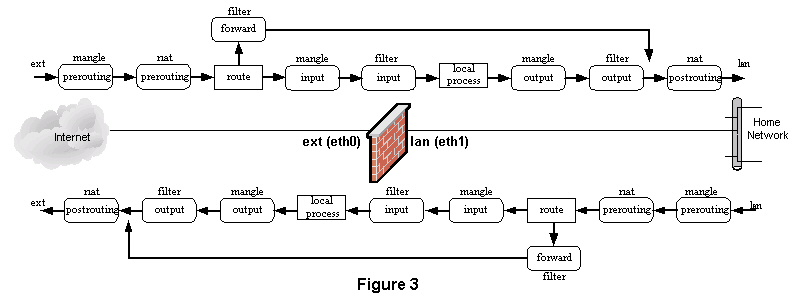 filter
forward
ext mangle nat mangle filter mangle filter nat lan
prerouting prerouting route input input local process output output postrouting
Internet
ext (eth0) lan (eth1)
Home
Network
nat filter mangle filter mangle nat mangle
ext lan
postrouting output output local process input input route prerouting prerouting
forward
filter
Figure 3